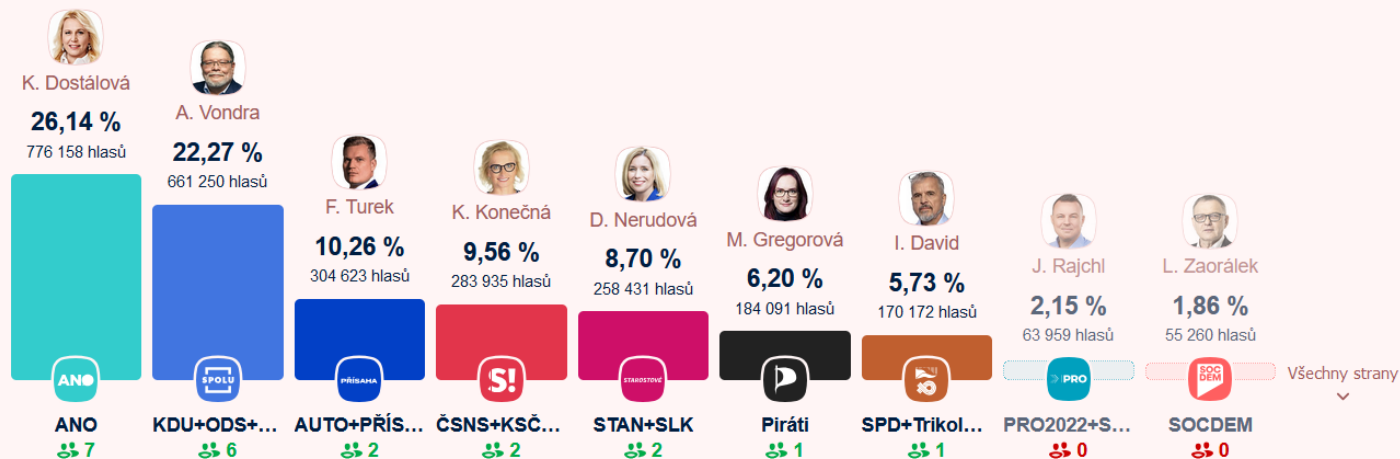 K. Dostálová
26,14 %
776 158 hlasů
ANO
ANO
7
A. Vondra
22,27 %
661 250 hlasů
SPOLU
KDU+ODS+...
6
F. Turek
10,26 %
304 623 hlasů
PŘÍSAHA
AUTO+PŘÍS...
2
K. Konečná
9,56 %
283 935 hlasů
S!
ČSNS+KSČ...
2
D. Nerudová
8,70 %
258 431 hlasů
STAROSTOVÉ
STAN+SLK
2
M. Gregorová
6,20 %
184 091 hlasů
Piráti
1
I. David
5,73 %
170 172 hlasů
SPD+Trikol...
1
J. Rajchl
2,15 %
63 959 hlasů
PRO
PRO2022+S...
0
L. Zaorálek
1,86 %
55 260 hlasů
SOC
DEM
SOCDEM
0
Všechny strany